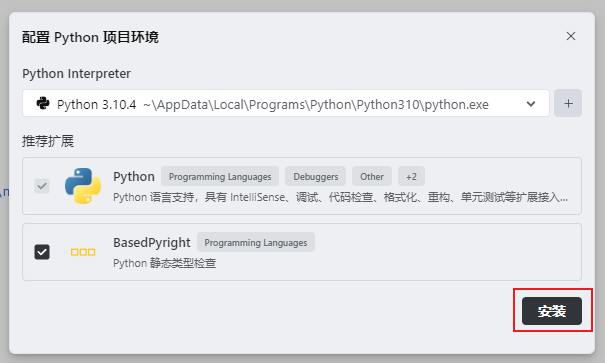 配置 Python 项目环境
Python Interpreter
Python 3.10.4 ~\AppData\Local\Programs\Python\Python310\python.exe
推荐扩展
Python Programming Languages Debuggers Other +2
Python 语言支持，具有 IntelliSense、调试、代码检查、格式化、重构、单元测试等扩展接入...
BasedPyright Programming Languages
Python 静态类型检查
安装